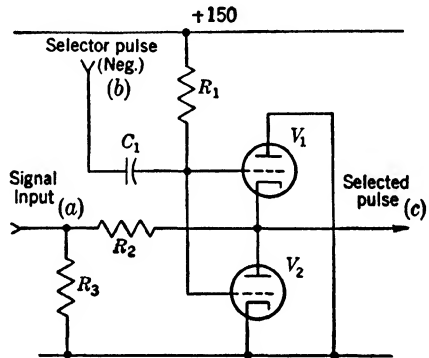 +150
Selector pulse
(Neg.)
(b)
R1
C1
V1
Signal
Input (a)
Selected
pulse (c)
R2
V2
R3